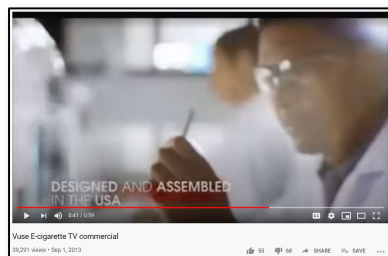 DESIGNED AND ASSEMBLED
IN THE USA
0:41 / 0:59
Vuse E-cigarette TV commercial
39,291 views • Sep 1, 2013
55
68
SHARE
SAVE